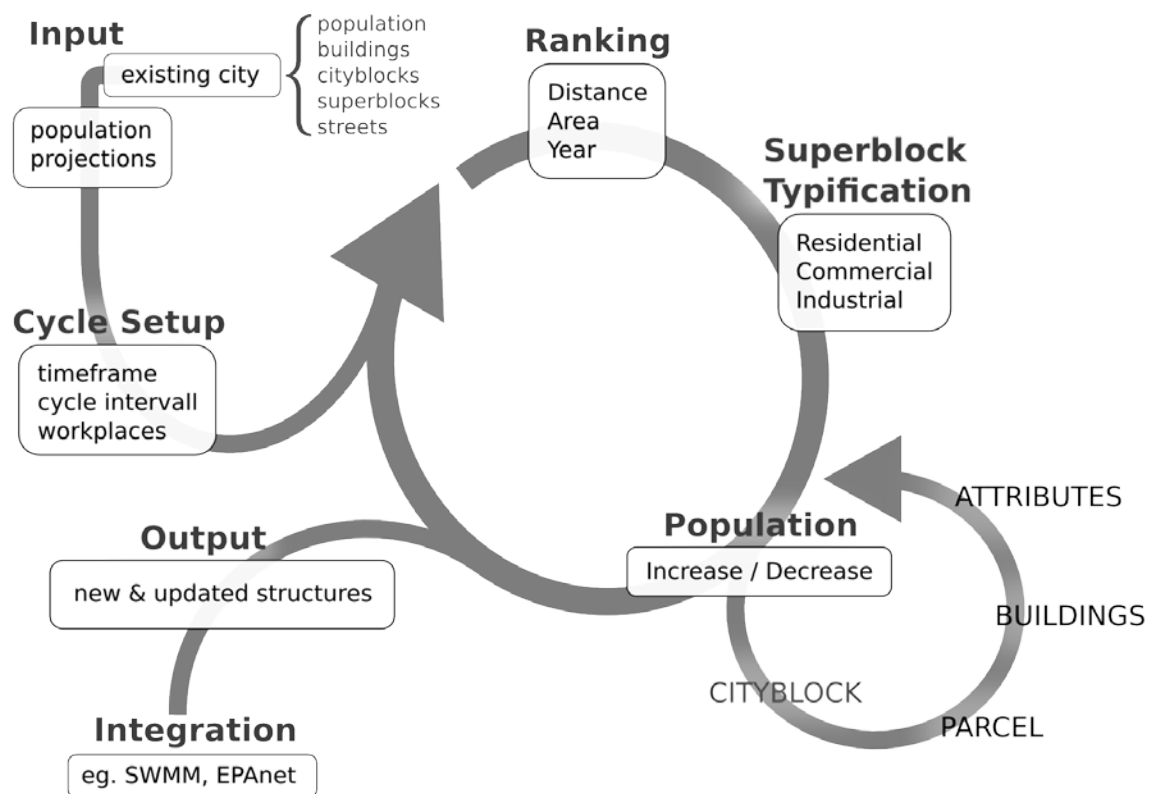 Input
existing city
population
buildings
cityblocks
superblocks
streets
population
projections
Cycle Setup
timeframe
cycle intervall
workplaces
Ranking
Distance
Area
Year
Superblock
Typification
Residential
Commercial
Industrial
Population
Increase / Decrease
CITYBLOCK
PARCEL
BUILDINGS
ATTRIBUTES
Output
new & updated structures
Integration
eg. SWMM, EPAnet